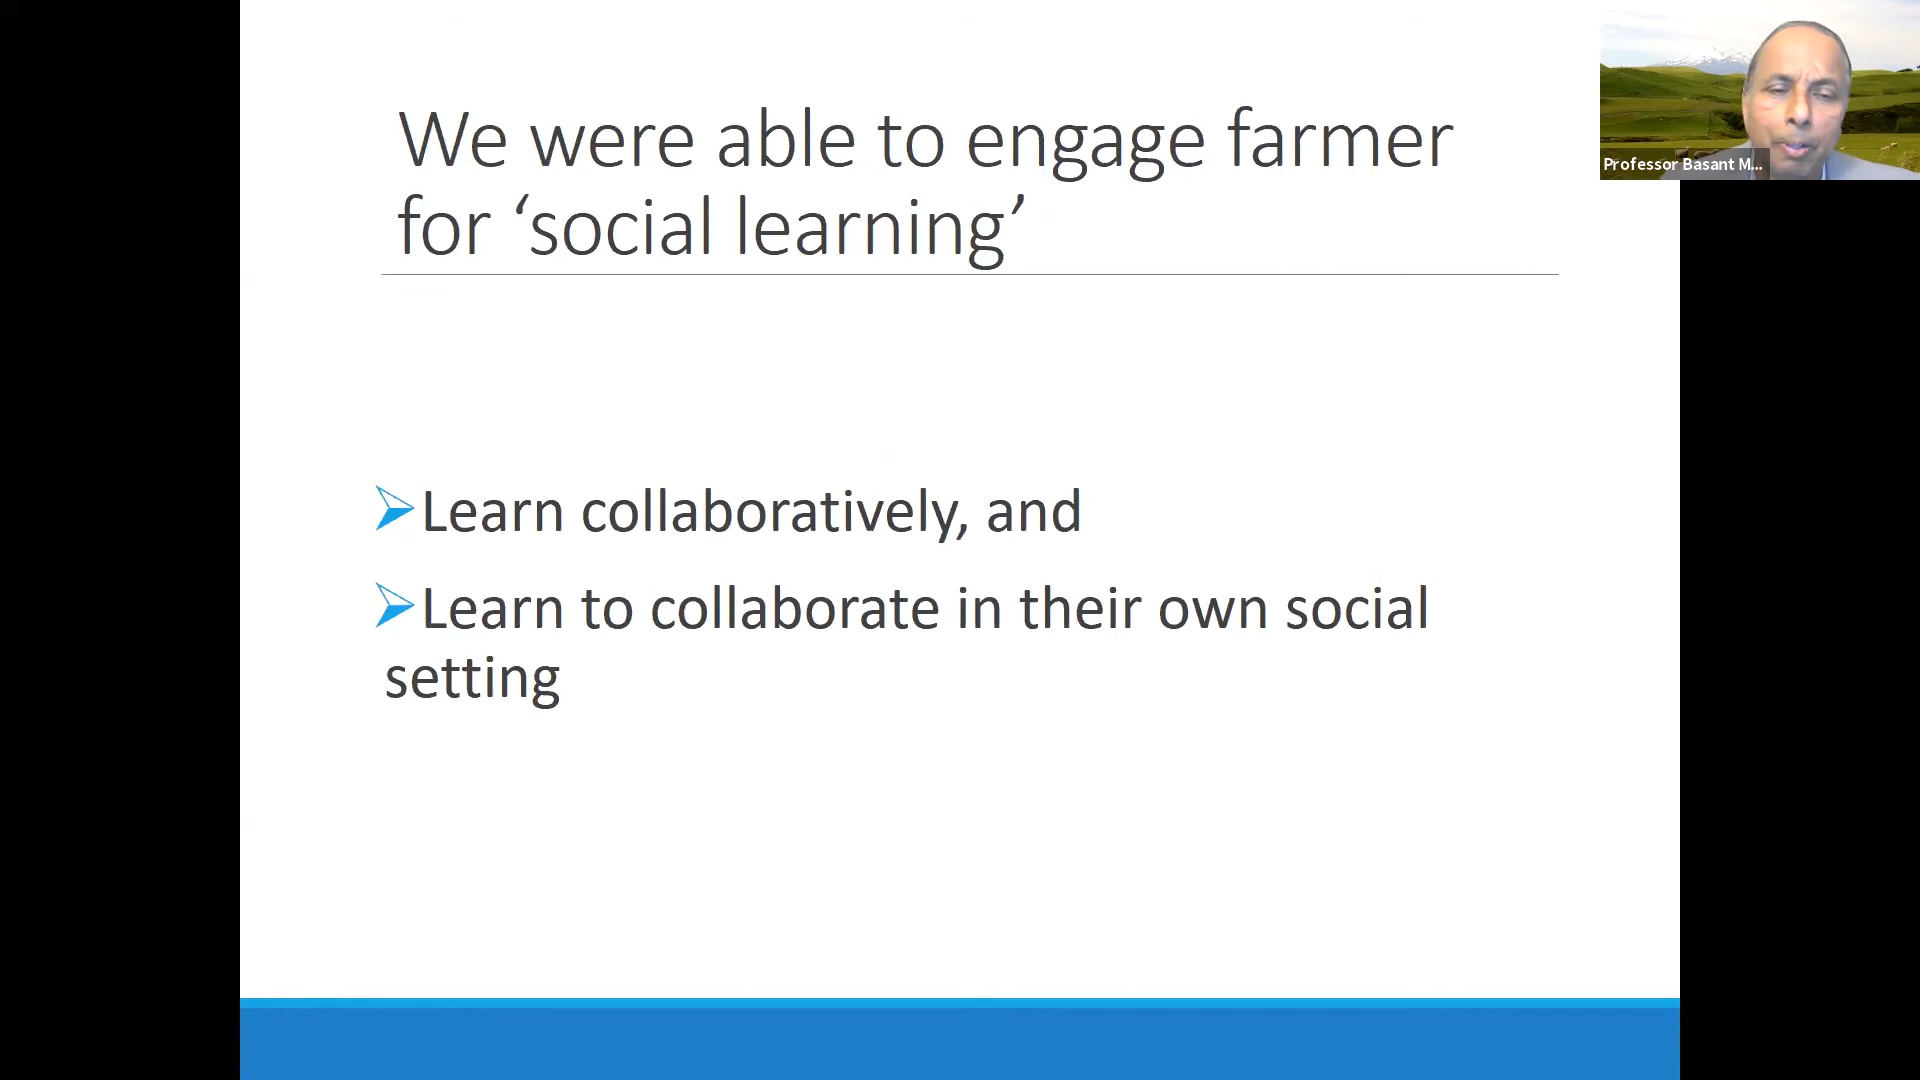 We were able to engage farmer
for ‘social learning’
Professor Basant M...
Learn collaboratively, and
Learn to collaborate in their own social
setting